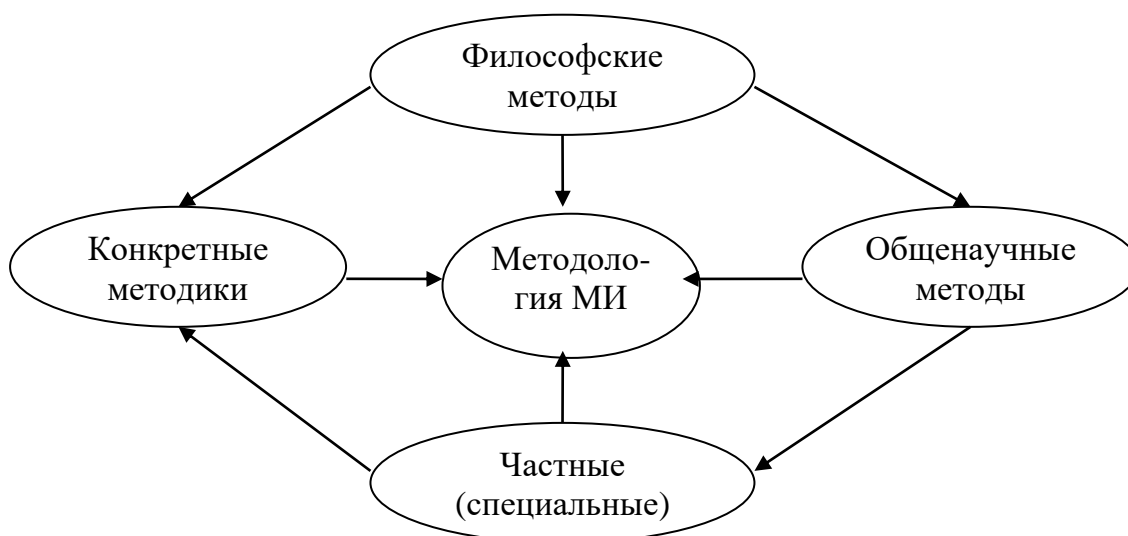 Философские
методы
Конкретные
методики
Методоло-
гия МИ
Общенаучные
методы
Частные
(специальные)